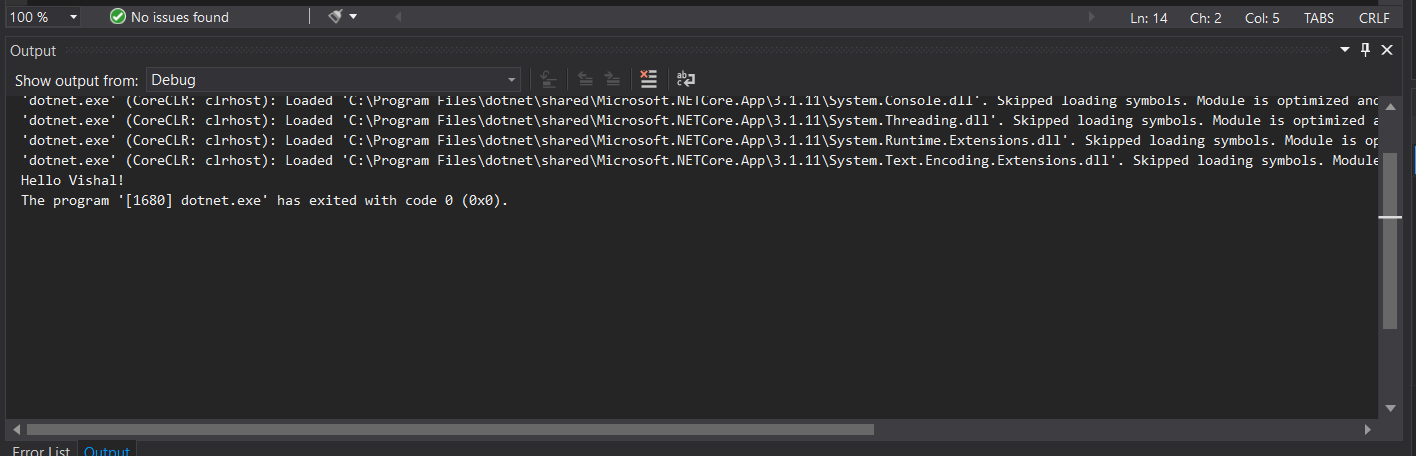 100 % No issues found Ln: 14 Ch: 2 Col: 5 TABS CRLF
Output
Show output from: Debug
'dotnet.exe' (CoreCLR: clrhost): Loaded 'C:\Program Files\dotnet\shared\Microsoft.NETCore.App\3.1.11\System.Console.dll'. Skipped loading symbols. Module is optimized and
'dotnet.exe' (CoreCLR: clrhost): Loaded 'C:\Program Files\dotnet\shared\Microsoft.NETCore.App\3.1.11\System.Threading.dll'. Skipped loading symbols. Module is optimized a
'dotnet.exe' (CoreCLR: clrhost): Loaded 'C:\Program Files\dotnet\shared\Microsoft.NETCore.App\3.1.11\System.Runtime.Extensions.dll'. Skipped loading symbols. Module is op
'dotnet.exe' (CoreCLR: clrhost): Loaded 'C:\Program Files\dotnet\shared\Microsoft.NETCore.App\3.1.11\System.Text.Encoding.Extensions.dll'. Skipped loading symbols. Module
Hello Vishal!
The program '[1680] dotnet.exe' has exited with code 0 (0x0).
Error List Output